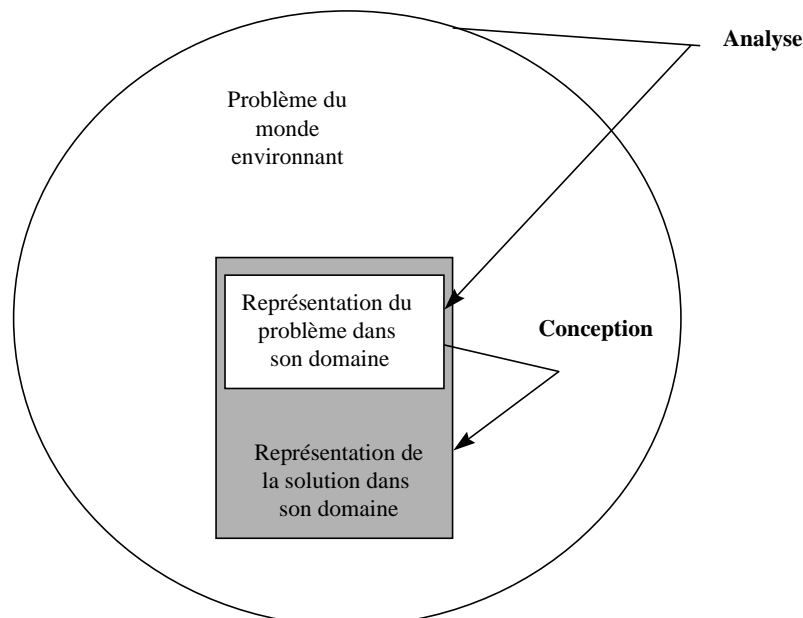 Analyse
Problème du
monde
environnant
Représentation du
problème dans
son domaine
Conception
Représentation de
la solution dans
son domaine